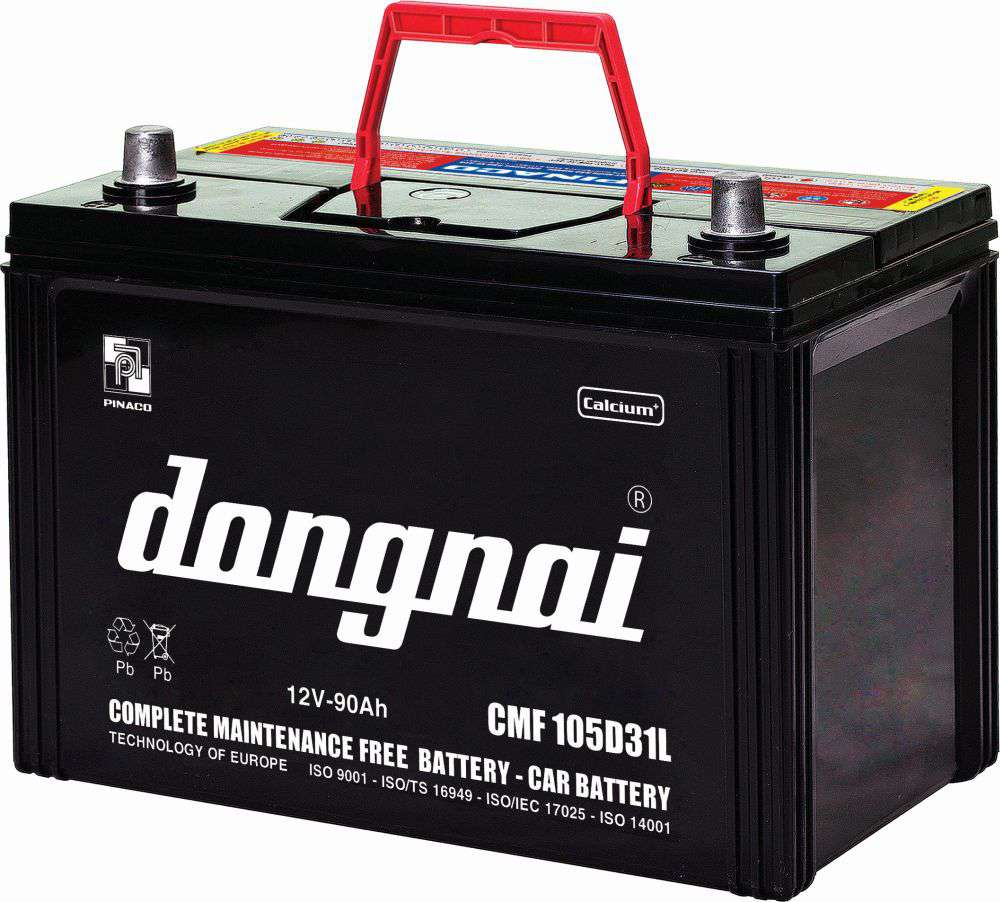 PINACO
PINACO
Calcium+
dongnai ®
Pb Pb
12V-90Ah
CMF 105D31L
COMPLETE MAINTENANCE FREE BATTERY - CAR BATTERY
TECHNOLOGY OF EUROPE
ISO 9001 - ISO/TS 16949 - ISO/IEC 17025 - ISO 14001